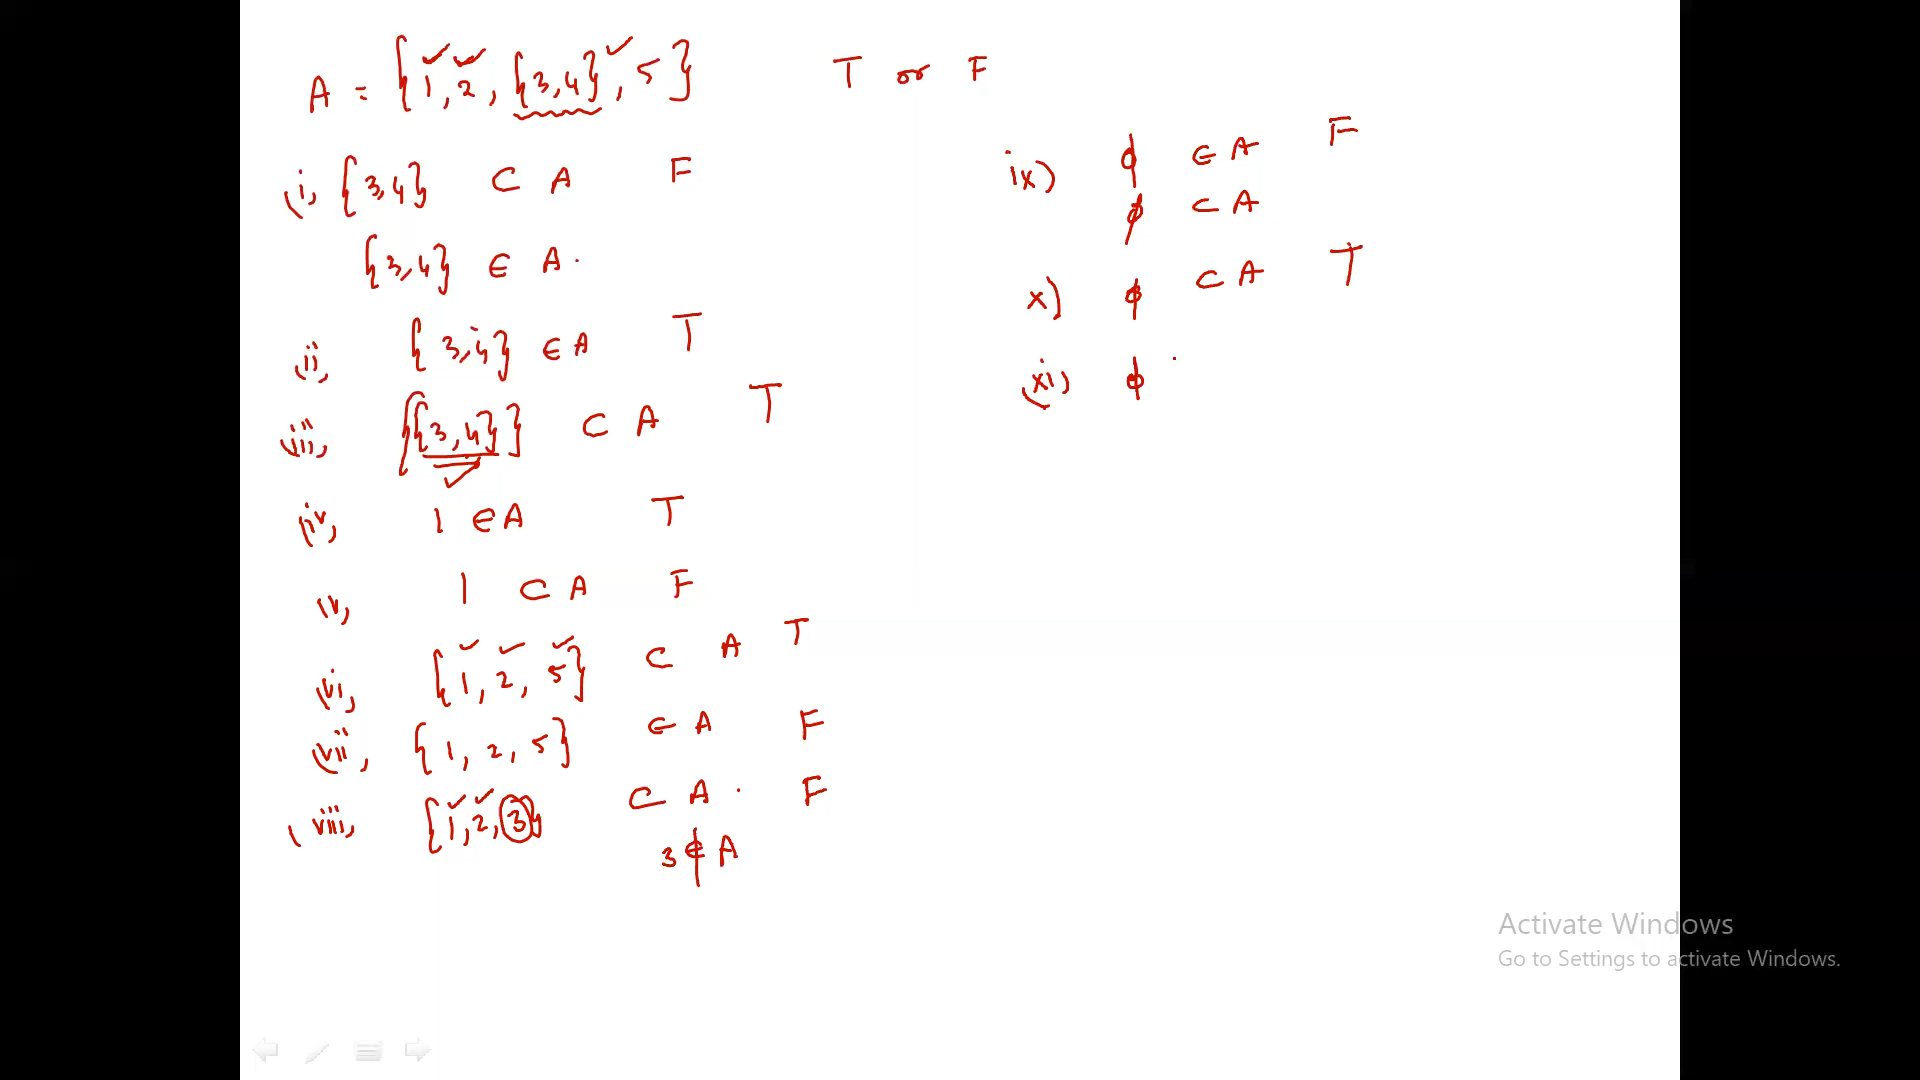 A = {1, 2, {3,4}, 5} T or F
(i, {3,4} ⊂ A F
{3,4} ∈ A.
(ii, {3,4} ∈ A T
(iii, {{3,4}} ⊂ A T
(iv, 1 ∈ A T
(v, 1 ⊂ A F
(vi, {1, 2, 5} ⊂ A T
(vii, {1, 2, 5} ∈ A F
(viii, {1, 2, 3} ⊂ A. F
3 ∉ A
ix) ϕ ∈ A F
ϕ ⊂ A
x) ϕ ⊂ A T
(xi) ϕ
Activate Windows
Go to Settings to activate Windows.